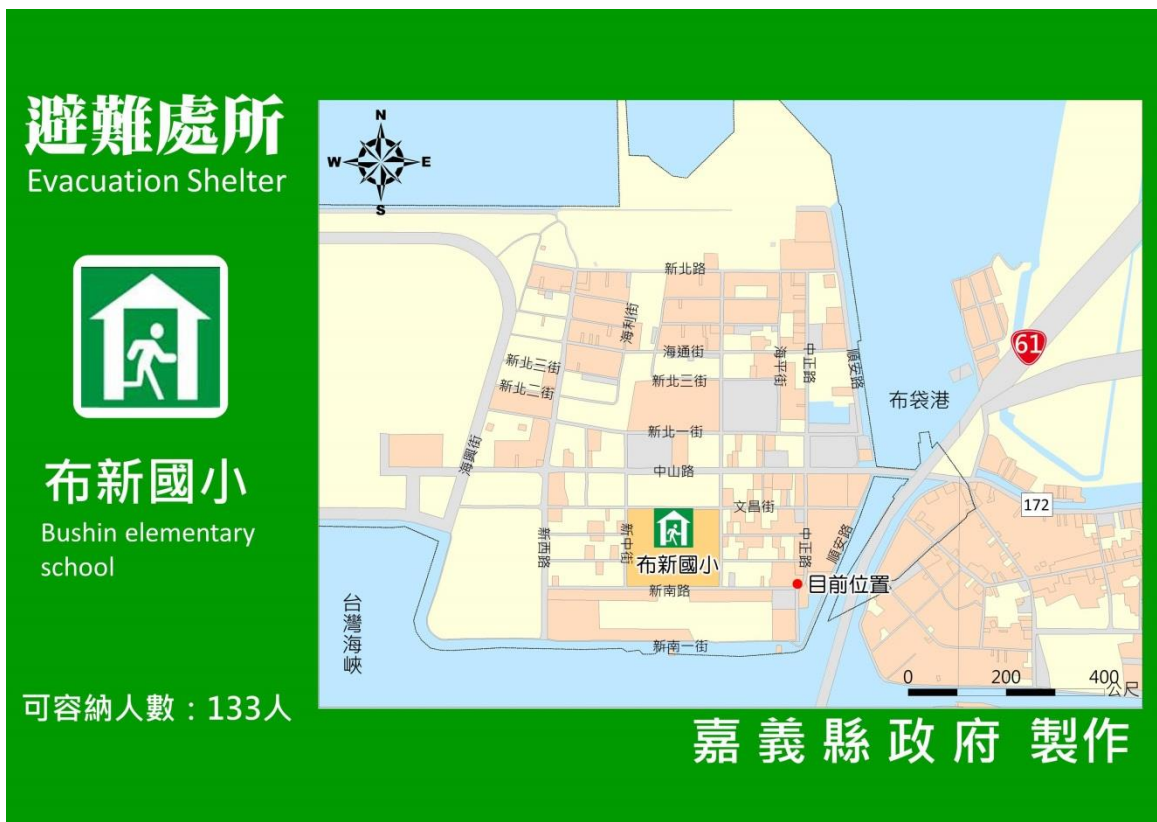 避難處所
Evacuation Shelter
布新國小
Bushin elementary
school
可容納人數：133人
N
W
E
S
新北路
海利街
海通街
新北三街
新北三街
新北二街
海平街
中正路
順安路
61
布袋港
新北一街
海興街
中山路
文昌街
172
新西路
新中街
布新國小
中正路
順安路
目前位置
新南路
台灣海峽
新南一街
0 200 400
公尺
嘉義縣政府 製作